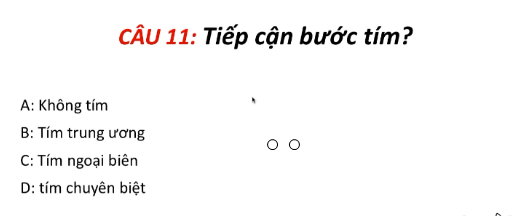 CÂU 11: Tiếp cận bước tím?
A: Không tím
B: Tím trung ương
C: Tím ngoại biên
D: tím chuyên biệt